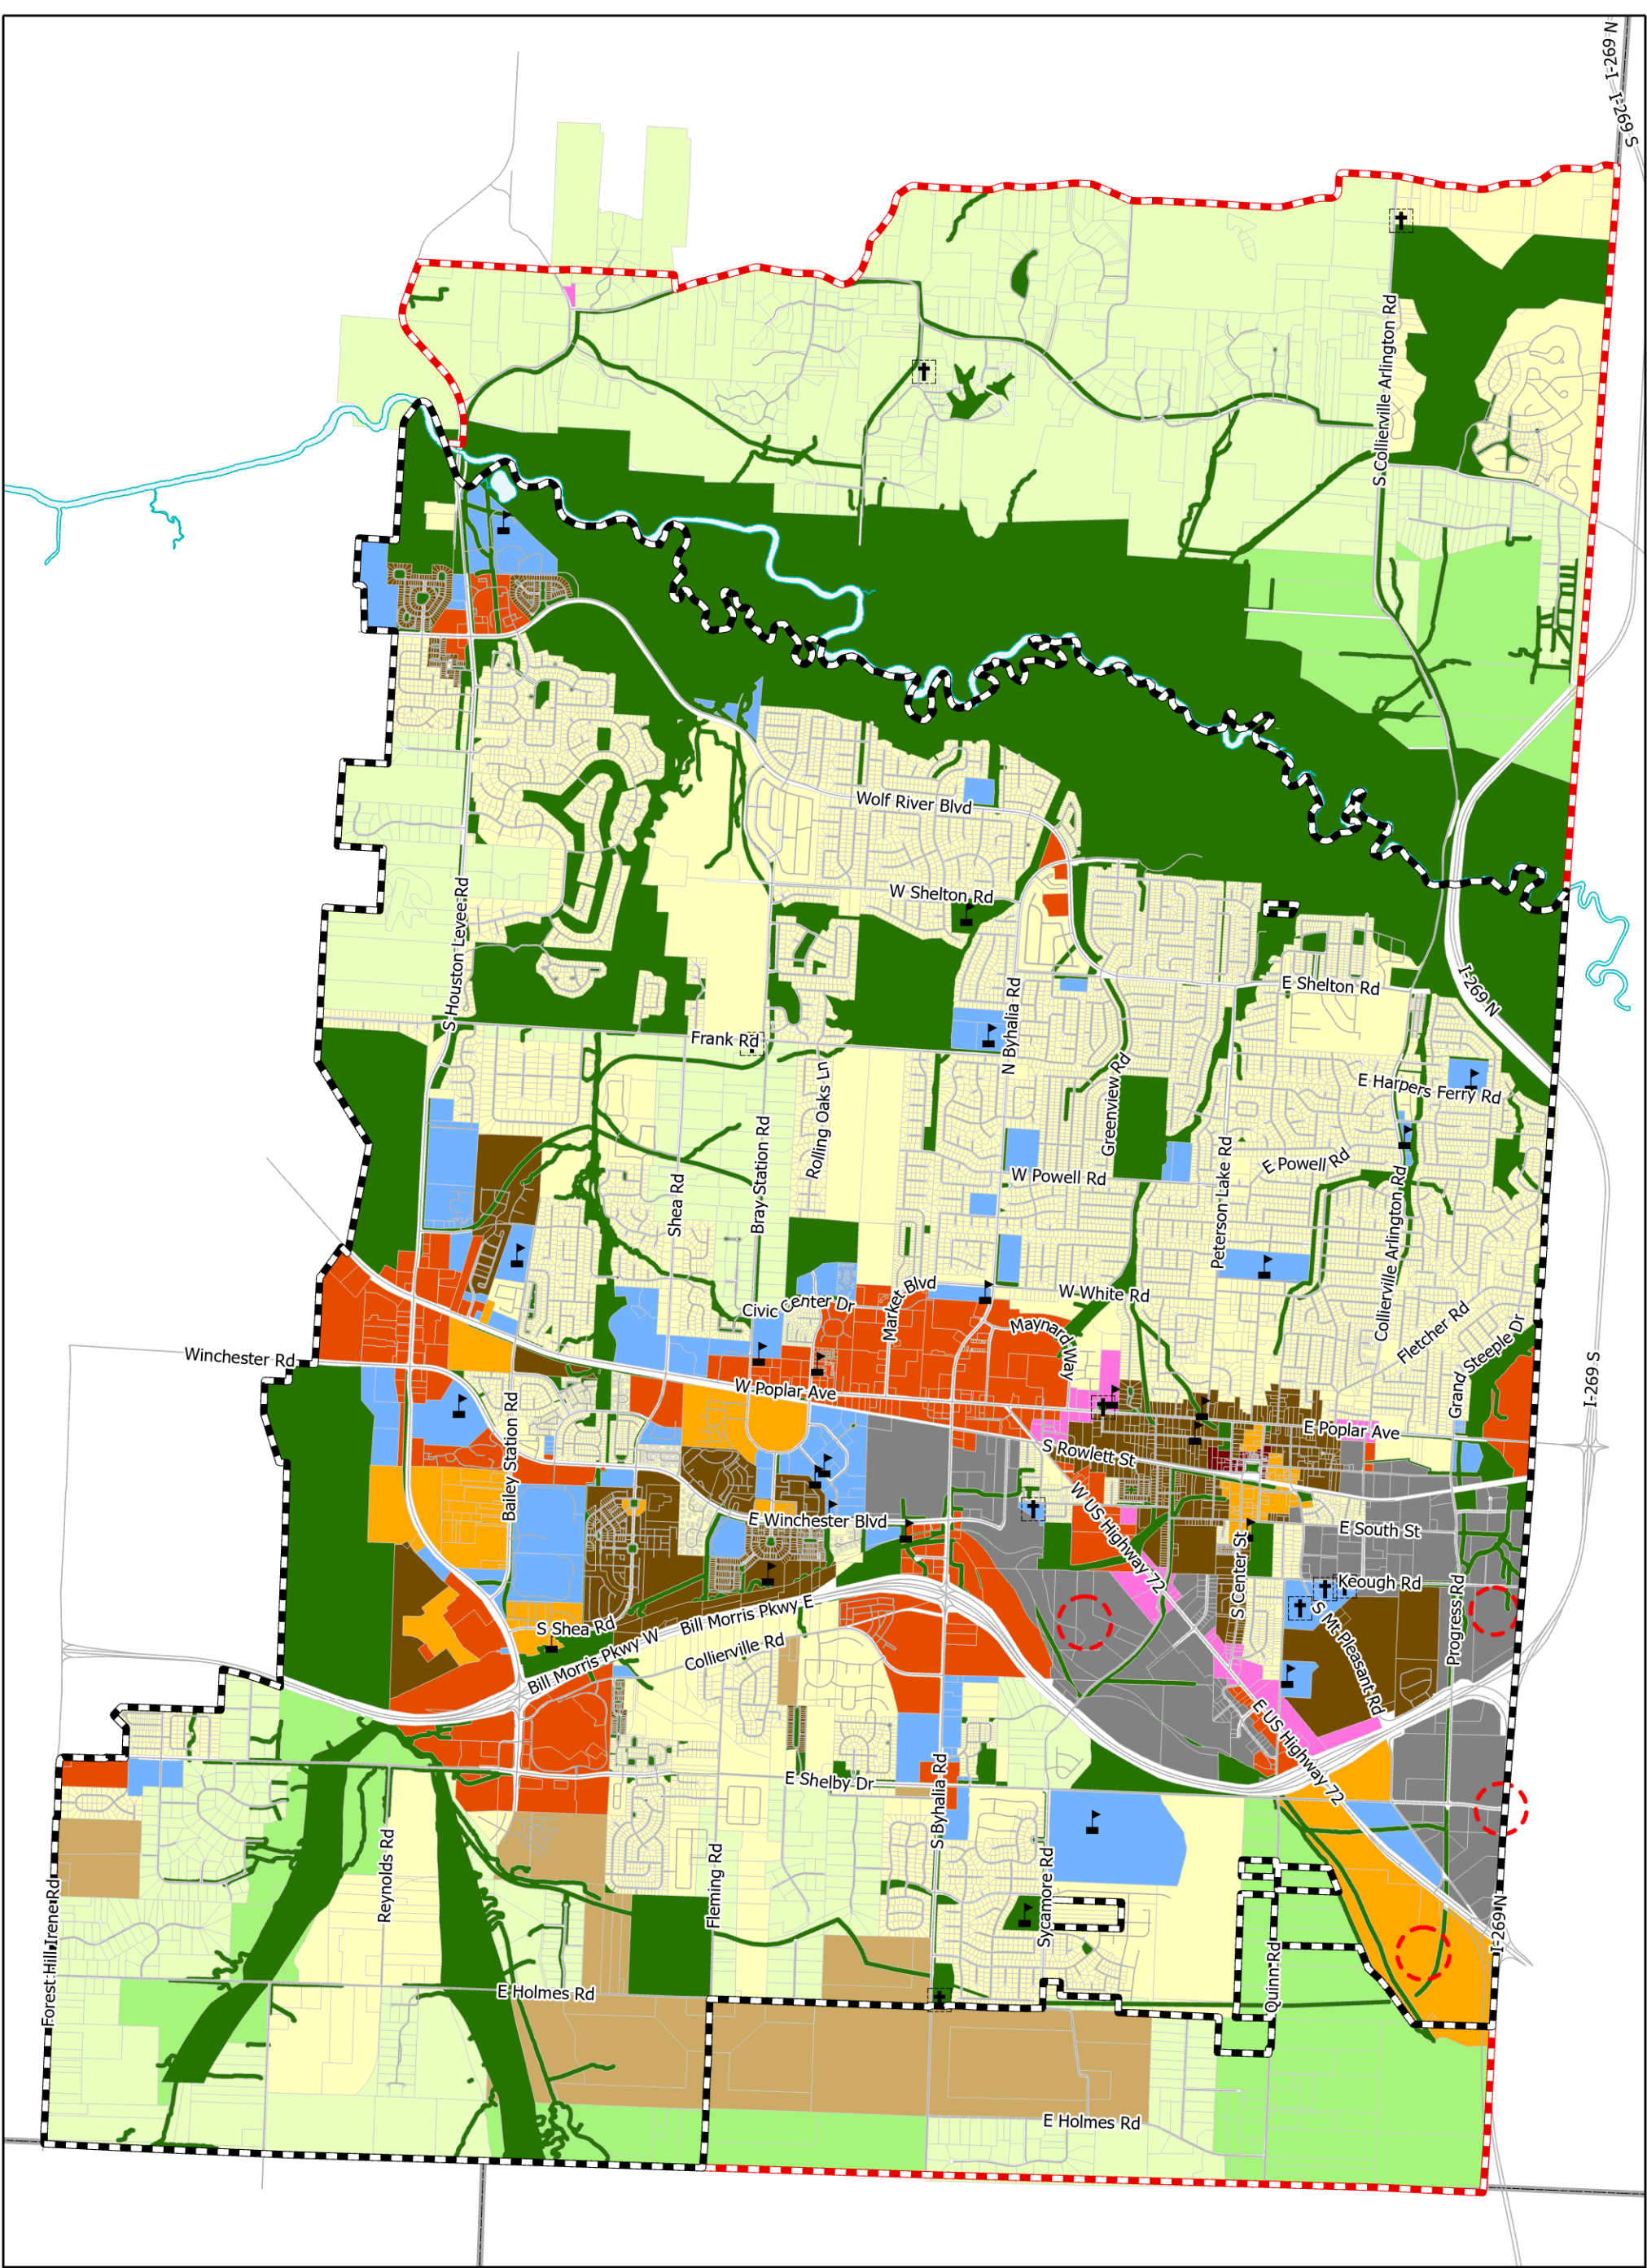 I-269 N
I-269 S
S Collierville Arlington Rd
Wolf River Blvd
W Shelton Rd
S Houston Levee Rd
E Shelton Rd
I-269 N
N Byhalia Rd
Frank Rd
Greenview Rd
E Harpers Ferry Rd
Rolling Oaks Ln
Bray Station Rd
Shea Rd
W Powell Rd
E Powell Rd
Peterson Lake Rd
Collierville Arlington Rd
Civic Center Dr
Market Blvd
W White Rd
Maynard Way
Fletcher Rd
Grand Steeple Dr
Winchester Rd
I-269 S
W Poplar Ave
E Poplar Ave
Bailey Station Rd
S Rowlett St
W US Highway 72
E Winchester Blvd
E South St
S Center St
Keough Rd
S Mt Pleasant Rd
Progress Rd
S Shea Rd
Bill Morris Pkwy E
Bill Morris Pkwy W
Collierville Rd
E US Highway 72
E Shelby Dr
S Byhalia Rd
Reynolds Rd
Fleming Rd
Sycamore Rd
Forest Hill Irene Rd
Quinn Rd
I-269 N
E Holmes Rd
E Holmes Rd